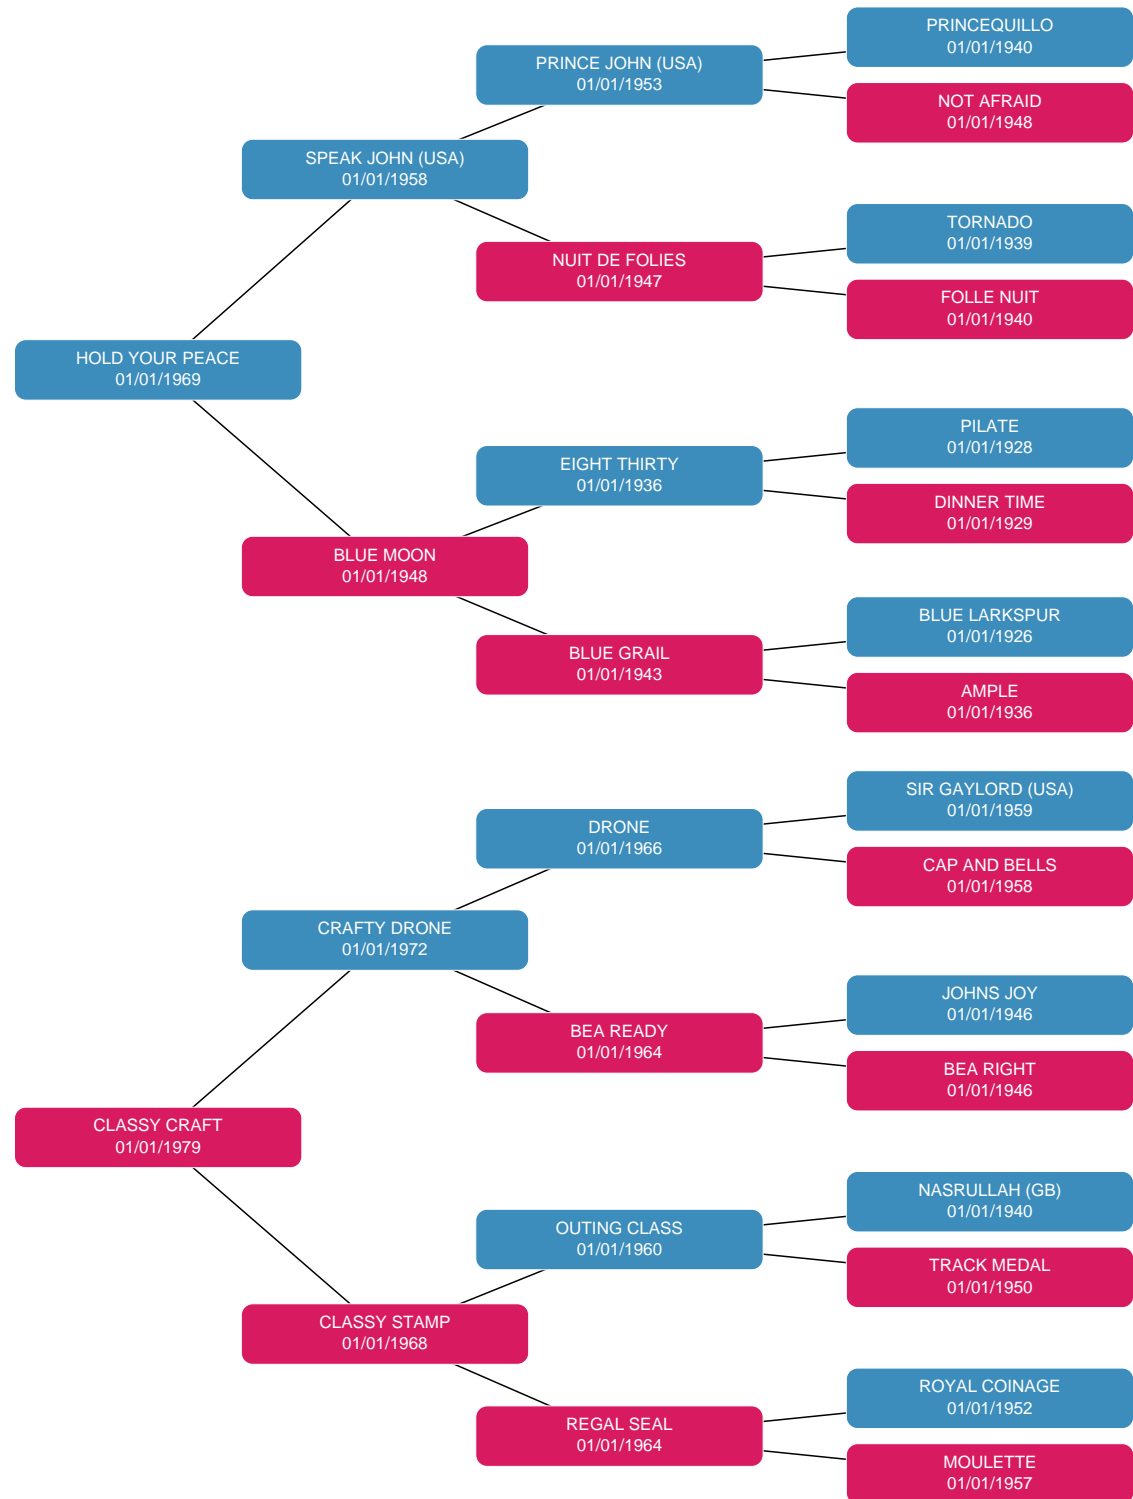 PRINCEQUILLO
01/01/1940
PRINCE JOHN (USA)
01/01/1953
NOT AFRAID
01/01/1948
SPEAK JOHN (USA)
01/01/1958
TORNADO
01/01/1939
NUIT DE FOLIES
01/01/1947
FOLLE NUIT
01/01/1940
HOLD YOUR PEACE
01/01/1969
PILATE
01/01/1928
EIGHT THIRTY
01/01/1936
DINNER TIME
01/01/1929
BLUE MOON
01/01/1948
BLUE LARKSPUR
01/01/1926
BLUE GRAIL
01/01/1943
AMPLE
01/01/1936
SIR GAYLORD (USA)
01/01/1959
DRONE
01/01/1966
CAP AND BELLS
01/01/1958
CRAFTY DRONE
01/01/1972
JOHNS JOY
01/01/1946
BEA READY
01/01/1964
BEA RIGHT
01/01/1946
CLASSY CRAFT
01/01/1979
NASRULLAH (GB)
01/01/1940
OUTING CLASS
01/01/1960
TRACK MEDAL
01/01/1950
CLASSY STAMP
01/01/1968
ROYAL COINAGE
01/01/1952
REGAL SEAL
01/01/1964
MOULETTE
01/01/1957